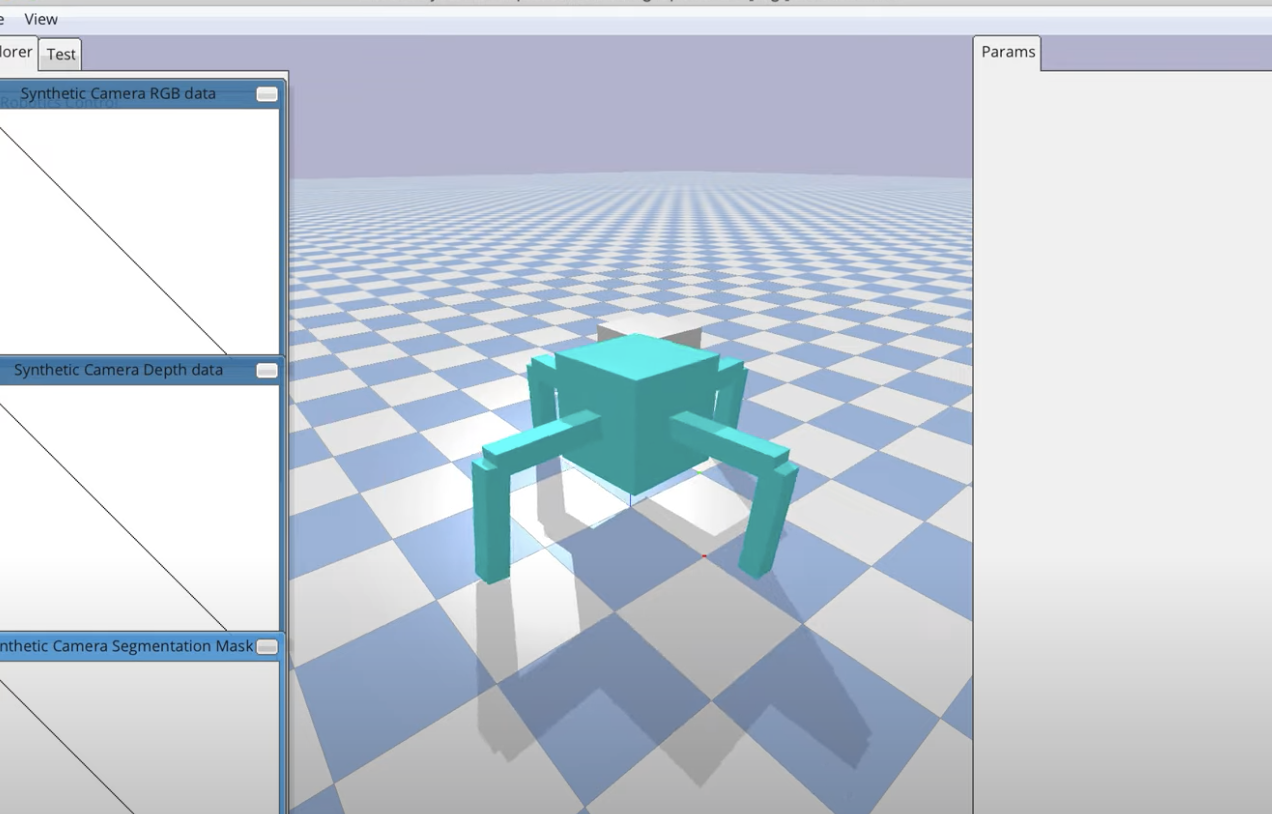 e View
lorer Test
Params
Synthetic Camera RGB data
Robotics Control
Synthetic Camera Depth data
nthetic Camera Segmentation Mask